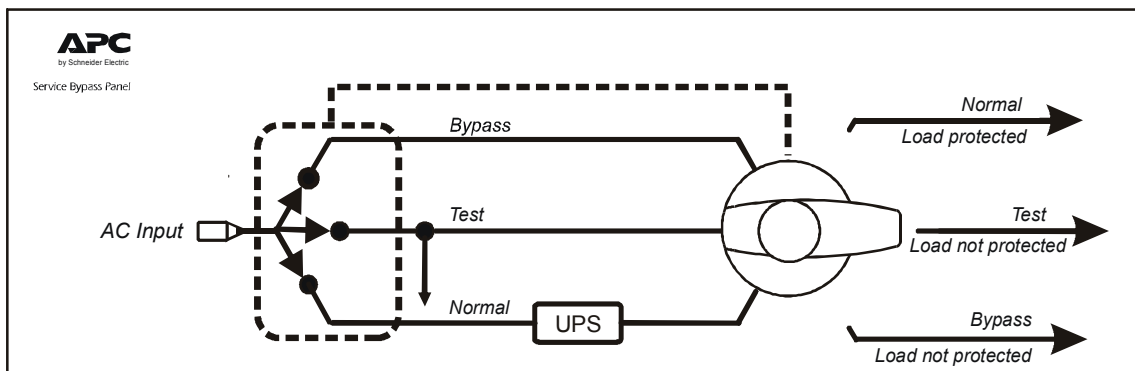 APC
by Schneider Electric
Service Bypass Panel
Bypass
Normal
Load protected
AC Input
Test
Test
Load not protected
Normal
UPS
Bypass
Load not protected